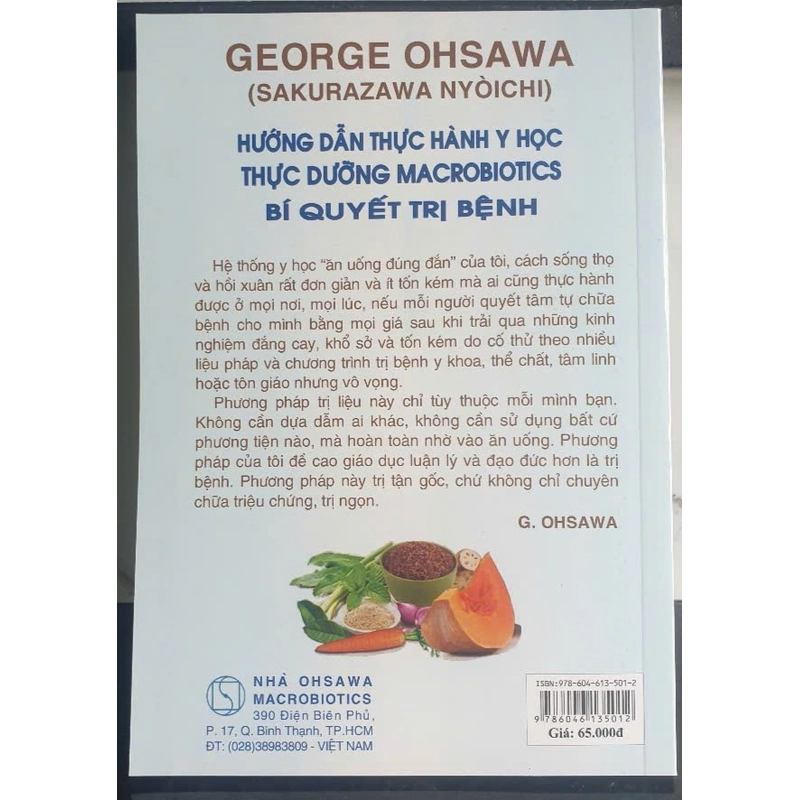 GEORGE OHSAWA
(SAKURAZAWA NYÒICHI)
HƯỚNG DẪN THỰC HÀNH Y HỌC
THỰC DƯỠNG MACROBIOTICS
BÍ QUYẾT TRỊ BỆNH
Hệ thống y học “ăn uống đúng đắn” của tôi, cách sống thọ
và hồi xuân rất đơn giản và ít tốn kém mà ai cũng thực hành
được ở mọi nơi, mọi lúc, nếu mỗi người quyết tâm tự chữa
bệnh cho mình bằng mọi giá sau khi trải qua những kinh
nghiệm đắng cay, khổ sở và tốn kém do cố thử theo nhiều
liệu pháp và chương trình trị bệnh y khoa, thể chất, tâm linh
hoặc tôn giáo nhưng vô vọng.
Phương pháp trị liệu này chỉ tùy thuộc mỗi mình bạn.
Không cần dựa dẫm ai khác, không cần sử dụng bất cứ
phương tiện nào, mà hoàn toàn nhờ vào ăn uống. Phương
pháp của tôi đề cao giáo dục luận lý và đạo đức hơn là trị
bệnh. Phương pháp này trị tận gốc, chứ không chỉ chuyên
chữa triệu chứng, trị ngọn.
G. OHSAWA
NHÀ OHSAWA
MACROBIOTICS
390 Điện Biên Phủ,
P. 17, Q. Bình Thạnh, TP.HCM
ĐT: (028)38983809 - VIỆT NAM
ISBN:978-604-613-501-2
9 786046 135012
Giá: 65.000đ